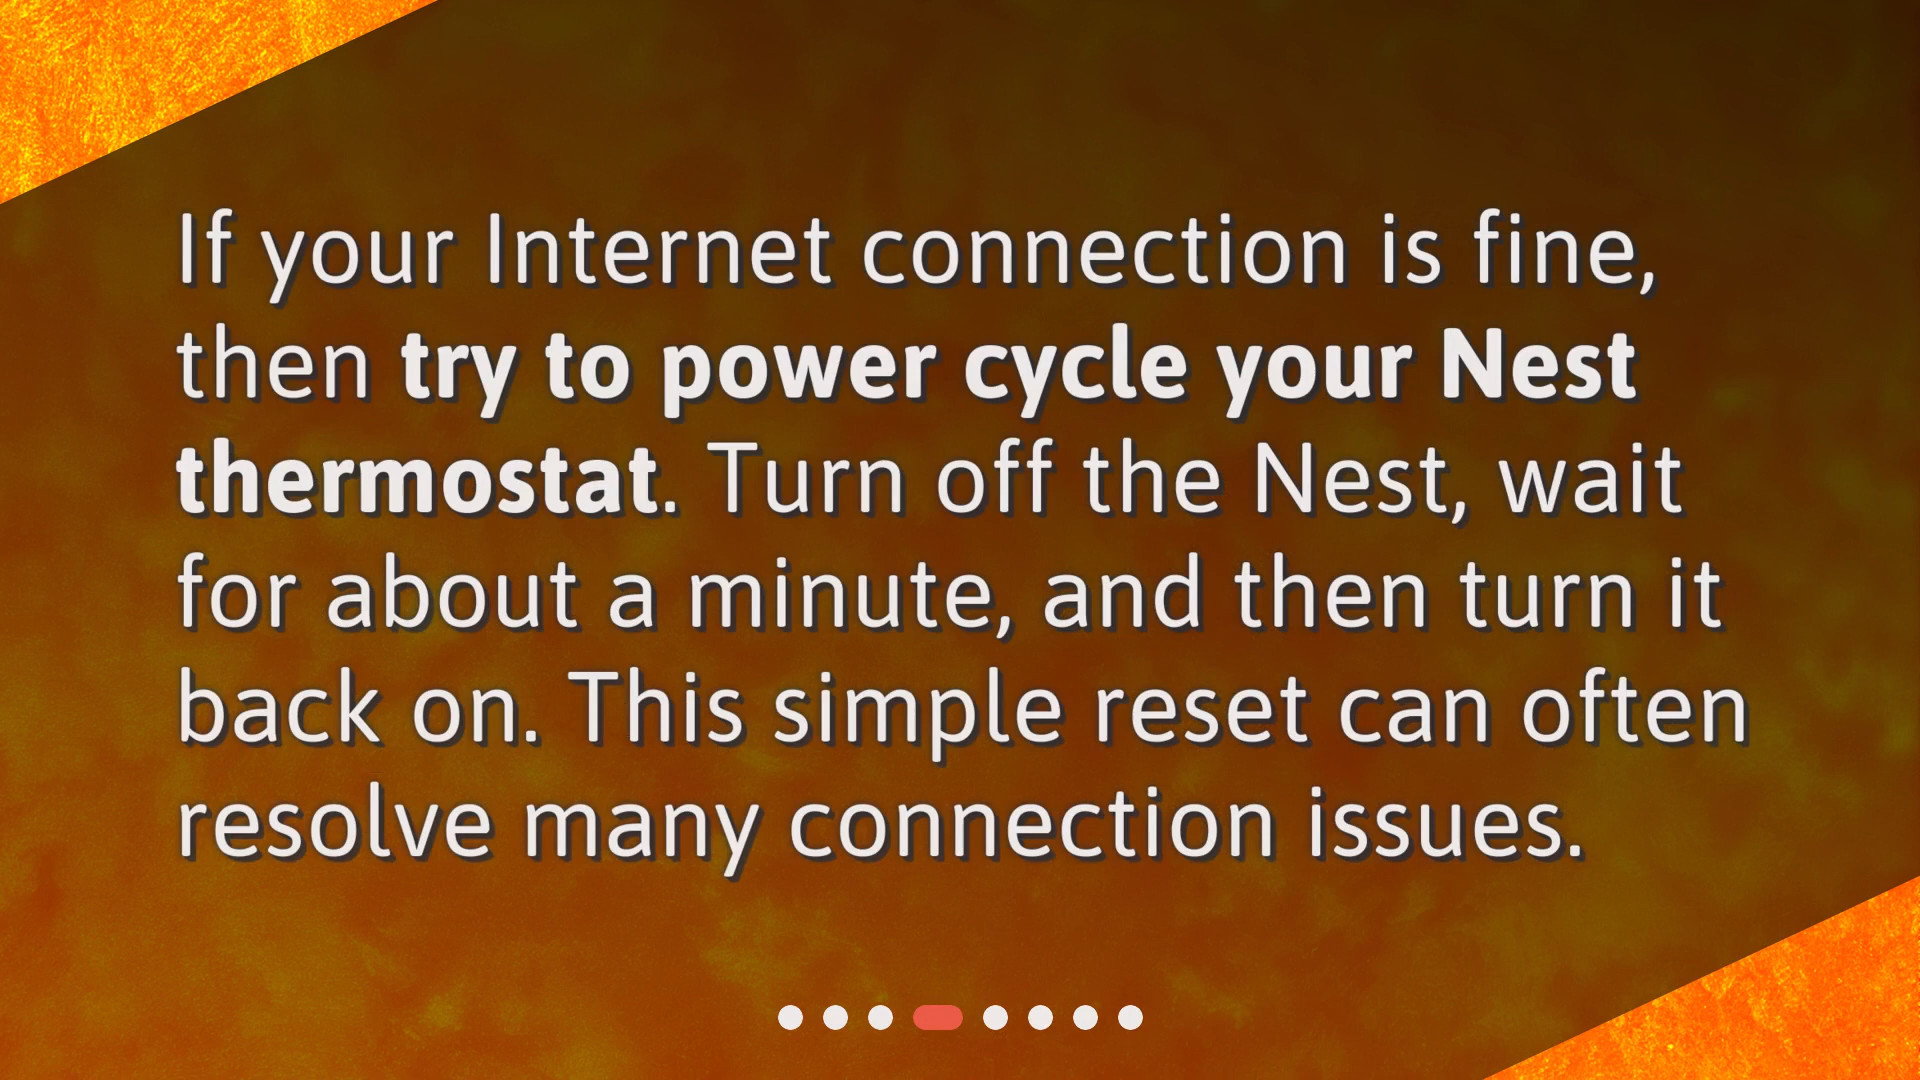 If your Internet connection is fine,
then try to power cycle your Nest
thermostat. Turn off the Nest, wait
for about a minute, and then turn it
back on. This simple reset can often
resolve many connection issues.